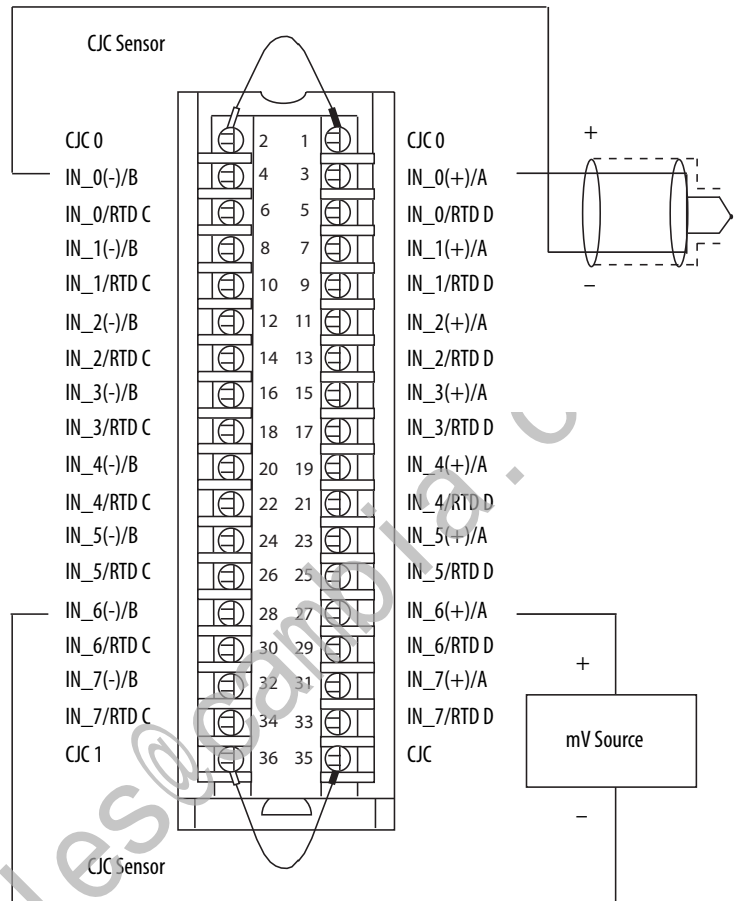 CJC Sensor
CJC 0 2 1 CJC 0
+
IN_0(-)/B 4 3 IN_0(+)/A
IN_0/RTD C 6 5 IN_0/RTD D
IN_1(-)/B 8 7 IN_1(+)/A
IN_1/RTD C 10 9 IN_1/RTD D
–
IN_2(-)/B 12 11 IN_2(+)/A
IN_2/RTD C 14 13 IN_2/RTD D
IN_3(-)/B 16 15 IN_3(+)/A
IN_3/RTD C 18 17 IN_3/RTD D
IN_4(-)/B 20 19 IN_4(+)/A
IN_4/RTD C 22 21 IN_4/RTD D
IN_5(-)/B 24 23 IN_5(+)/A
IN_5/RTD C 26 25 IN_5/RTD D
IN_6(-)/B 28 27 IN_6(+)/A
IN_6/RTD C 30 29 IN_6/RTD D
+
IN_7(-)/B 32 31 IN_7(+)/A
IN_7/RTD C 34 33 IN_7/RTD D
mV Source
CJC 1 36 35 CJC
–
CJC Sensor
les@cambia.c